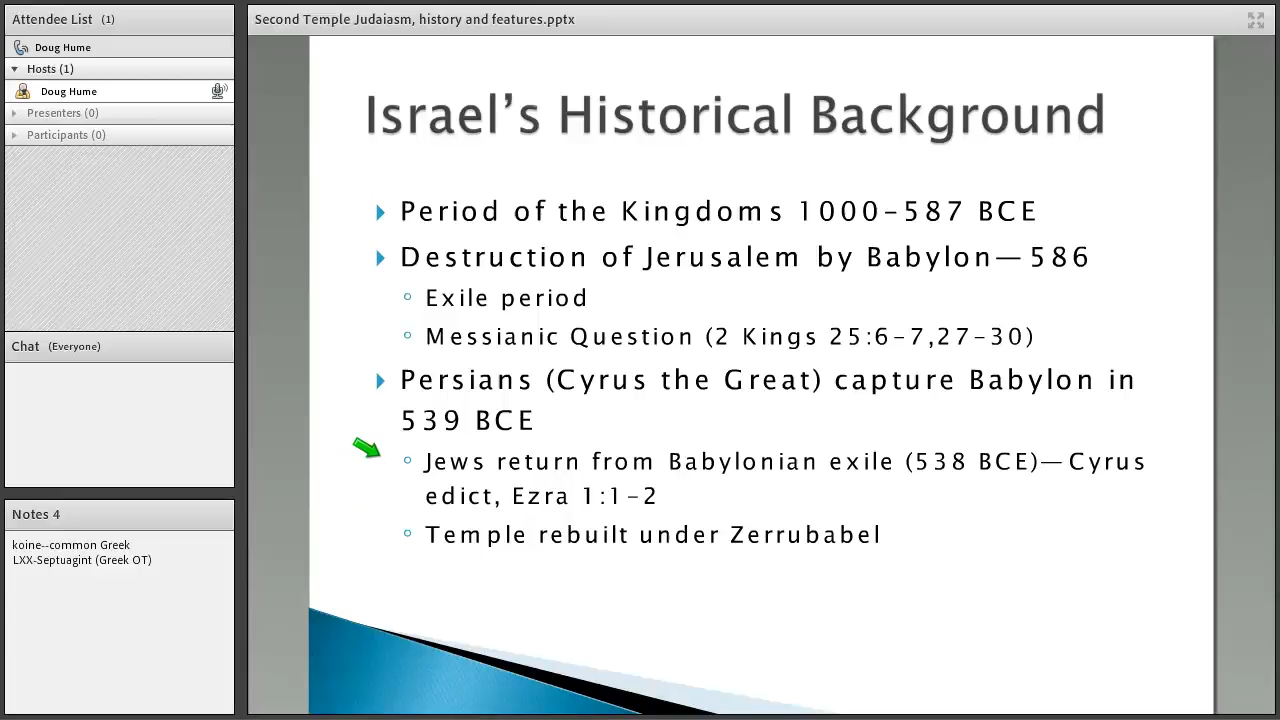 Attendee List (1)
Doug Hume
Hosts (1)
Doug Hume
Presenters (0)
Participants (0)
Chat (Everyone)
Notes 4
koine--common Greek
LXX-Septuagint (Greek OT)
Second Temple Judaiasm, history and features.pptx
Israel's Historical Background
Period of the Kingdoms 1000–587 BCE
Destruction of Jerusalem by Babylon—586
Exile period
Messianic Question (2 Kings 25:6–7,27–30)
Persians (Cyrus the Great) capture Babylon in
539 BCE
Jews return from Babylonian exile (538 BCE)—Cyrus
edict, Ezra 1:1–2
Temple rebuilt under Zerrubabel